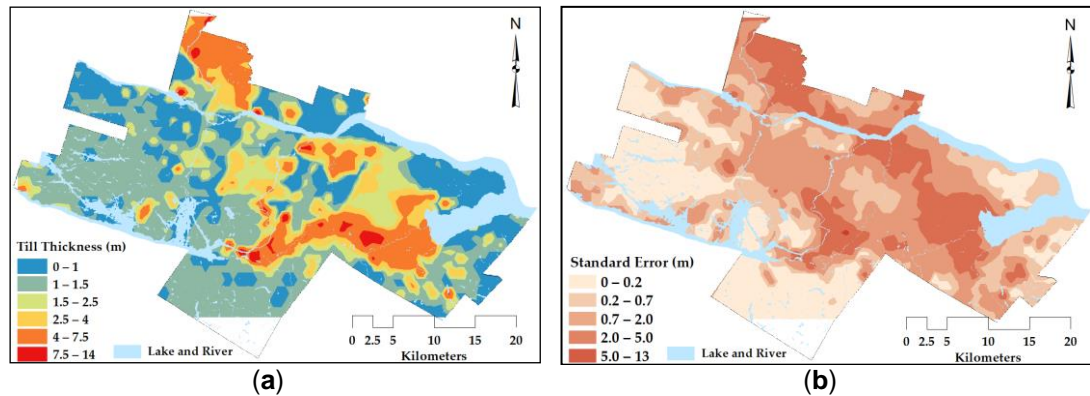 N
Till Thickness (m)
0 – 1
1 – 1.5
1.5 – 2.5
2.5 – 4
4 – 7.5
7.5 – 14
Lake and River
0 2.5 5 10 15 20
Kilometers
(a)
N
Standard Error (m)
0 – 0.2
0.2 – 0.7
0.7 – 2.0
2.0 – 5.0
5.0 – 13
Lake and River
0 2.5 5 10 15 20
Kilometers
(b)